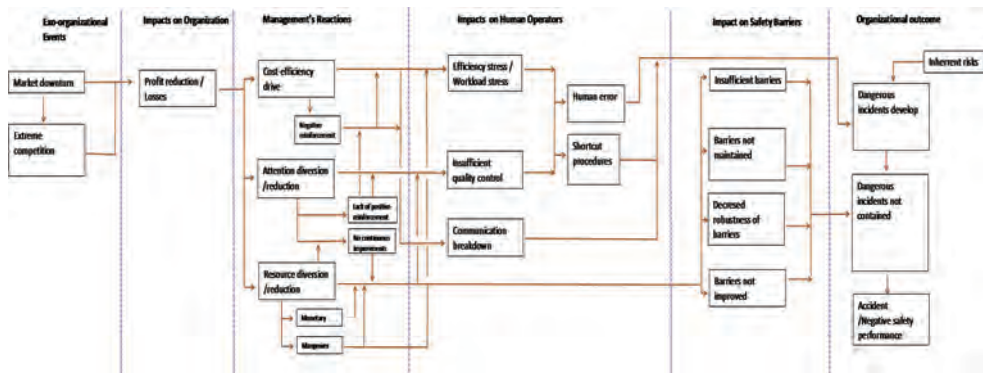 Exo-organizational
Events
Impacts on Organization
Management's Reactions
Impacts on Human Operators
Impact on Safety Barriers
Organizational outcome
Market downturn
Extreme
competition
Profit reduction /
Losses
Cost-efficiency
drive
Negative
reinforcement
Attention diversion
/reduction
Lack of positive
reinforcement
No continuous
Resource diversion
/reduction
Monetary
Manpower
Efficiency stress /
Workload stress
Human error
Shortcut
procedures
Insufficient
quality control
Communication
breakdown
Insufficient barriers
Barriers not
maintained
Decresed
robustness of
barriers
Barriers not
improved
Inherrent risks
Dangerous
incidents develop
Dangerous
incidents not
contained
Accident
/Negative safety
performance